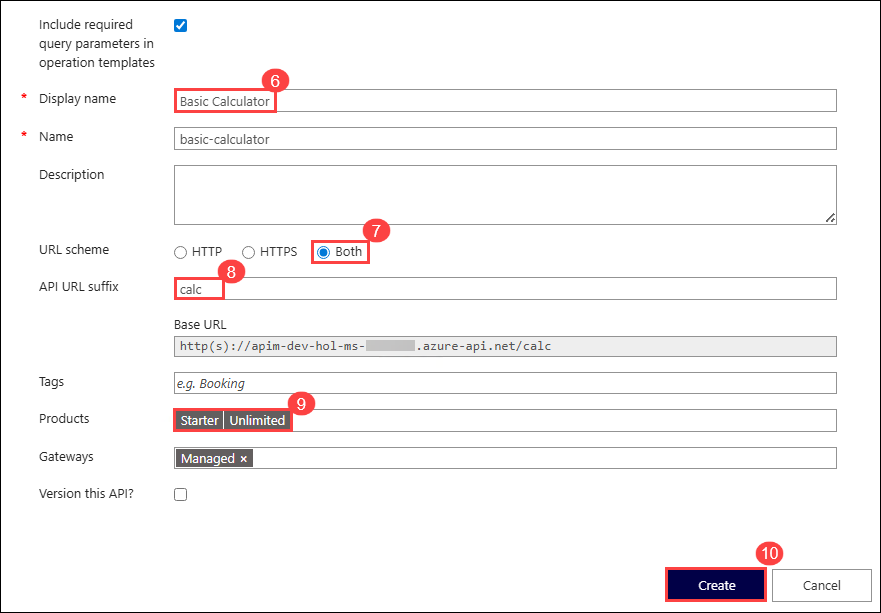 Include required
query parameters in
operation templates
6
* Display name Basic Calculator
* Name basic-calculator
Description
7
URL scheme HTTP HTTPS Both
8
API URL suffix calc
Base URL
http(s)://apim-dev-hol-ms- .azure-api.net/calc
Tags e.g. Booking
9
Products Starter Unlimited
Gateways Managed ×
Version this API?
10
Create Cancel